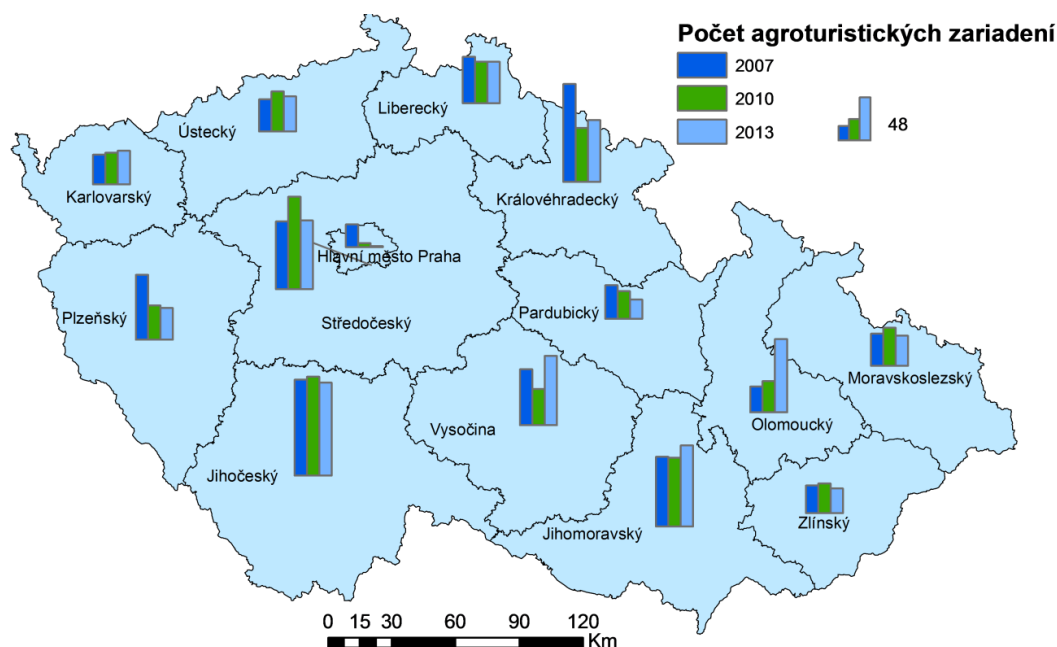 Počet agroturistických zariadení
2007
2010
2013
48
Liberecký
Ústecký
Karlovarský
Královéhradecký
Hlavní město Praha
Plzeňský
Středočeský
Pardubický
Moravskoslezský
Vysočina
Olomoucký
Jihočeský
Jihomoravský
Zlínský
0 15 30 60 90 120
Km